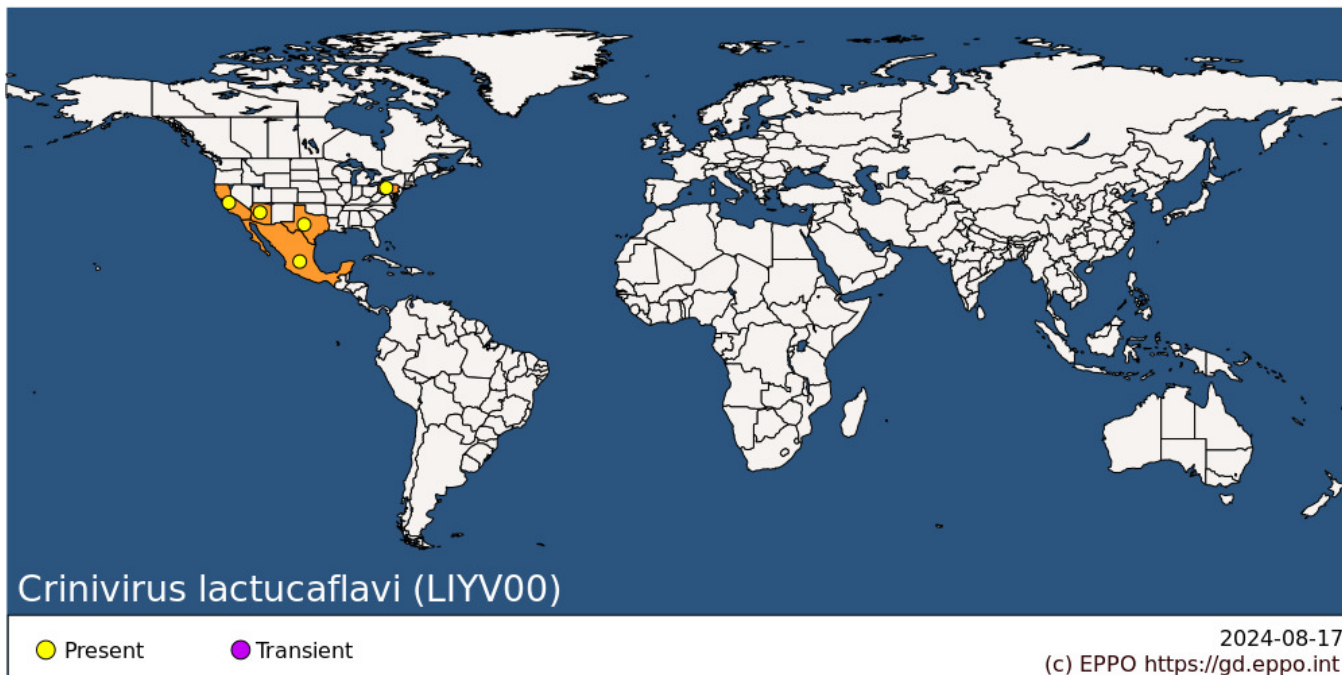 Crinivirus lactucaflavi (LIYV00)
Present
Transient
2024-08-17
(c) EPPO https://gd.eppo.int